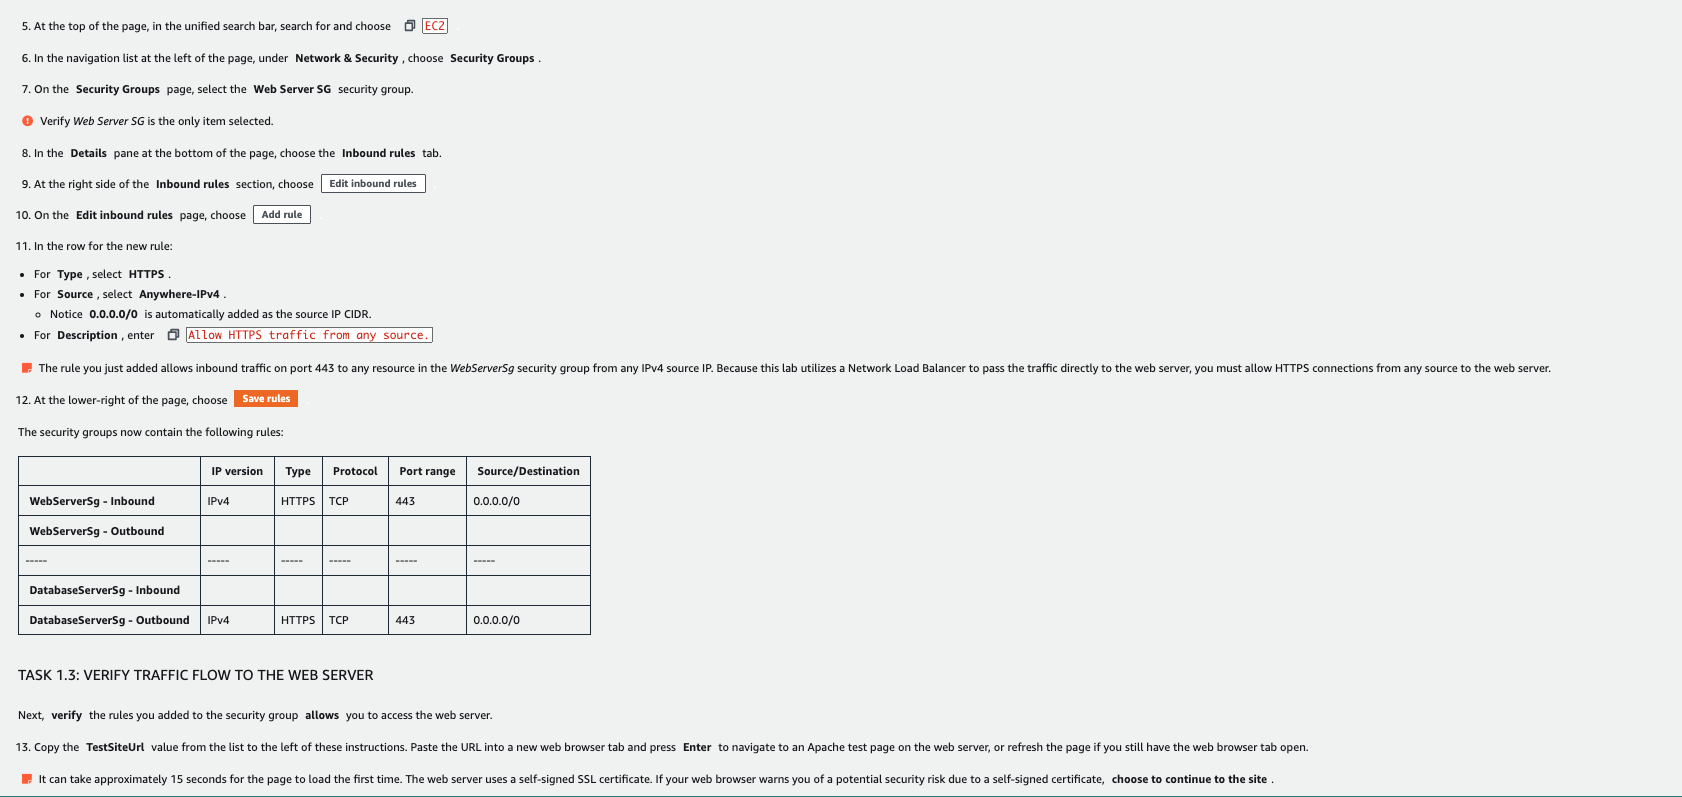 5. At the top of the page, in the unified search bar, search for and choose EC2
6. In the navigation list at the left of the page, under Network & Security , choose Security Groups .
7. On the Security Groups page, select the Web Server SG security group.
Verify Web Server SG is the only item selected.
8. In the Details pane at the bottom of the page, choose the Inbound rules tab.
9. At the right side of the Inbound rules section, choose Edit inbound rules
10. On the Edit inbound rules page, choose Add rule
11. In the row for the new rule:
• For Type , select HTTPS .
• For Source , select Anywhere-IPv4 .
◦ Notice 0.0.0.0/0 is automatically added as the source IP CIDR.
• For Description , enter Allow HTTPS traffic from any source.
The rule you just added allows inbound traffic on port 443 to any resource in the WebServerSg security group from any IPv4 source IP. Because this lab utilizes a Network Load Balancer to pass the traffic directly to the web server, you must allow HTTPS connections from any source to the web server.
12. At the lower-right of the page, choose Save rules
The security groups now contain the following rules:
IP version Type Protocol Port range Source/Destination
WebServerSg - Inbound IPv4 HTTPS TCP 443 0.0.0.0/0
WebServerSg - Outbound
----- ----- ----- ----- ----- -----
DatabaseServerSg - Inbound
DatabaseServerSg - Outbound IPv4 HTTPS TCP 443 0.0.0.0/0
TASK 1.3: VERIFY TRAFFIC FLOW TO THE WEB SERVER
Next, verify the rules you added to the security group allows you to access the web server.
13. Copy the TestSiteUrl value from the list to the left of these instructions. Paste the URL into a new web browser tab and press Enter to navigate to an Apache test page on the web server, or refresh the page if you still have the web browser tab open.
It can take approximately 15 seconds for the page to load the first time. The web server uses a self-signed SSL certificate. If your web browser warns you of a potential security risk due to a self-signed certificate, choose to continue to the site .